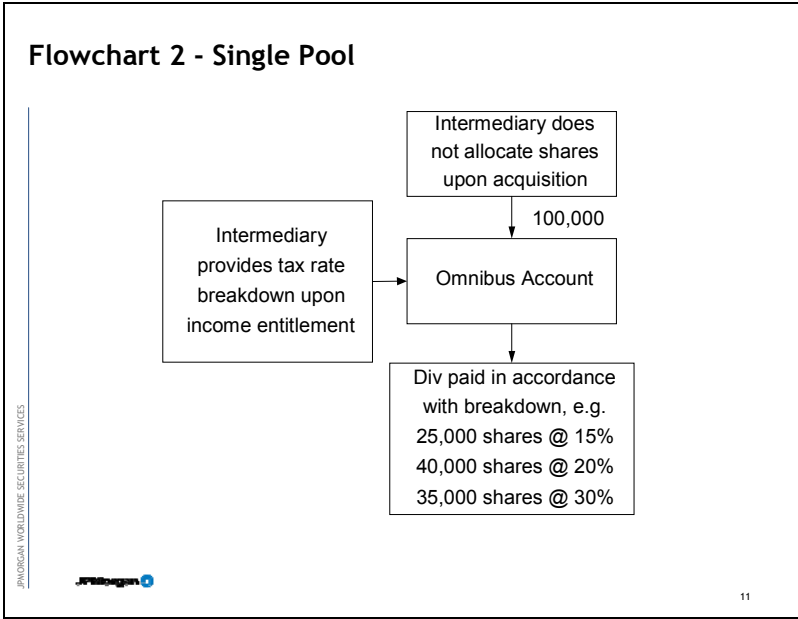 Flowchart 2 - Single Pool
Intermediary does
not allocate shares
upon acquisition
100,000
Intermediary
provides tax rate
breakdown upon
income entitlement
Omnibus Account
Div paid in accordance
with breakdown, e.g.
25,000 shares @ 15%
40,000 shares @ 20%
35,000 shares @ 30%
JPMORGAN WORLDWIDE SECURITIES SERVICES
JPMorgan
11